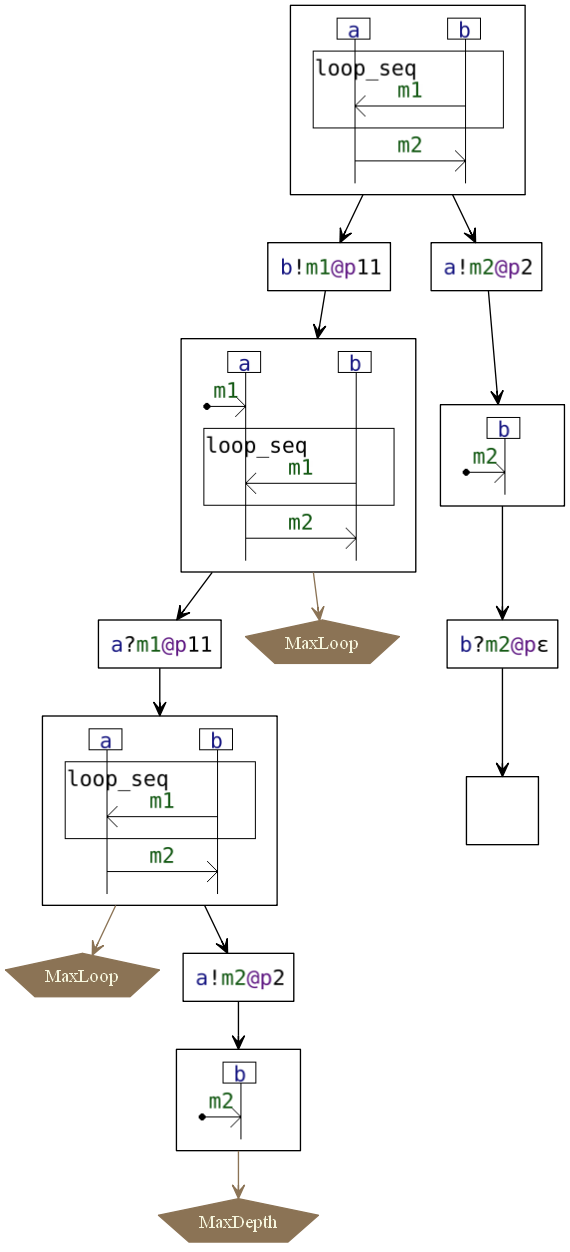 a b
loop_seq
m1
m2
b!m1@p11 a!m2@p2
a b
m1
loop_seq
m1
m2
b
m2
a?m1@p11
MaxLoop
b?m2@pε
a b
loop_seq
m1
m2
MaxLoop
a!m2@p2
b
m2
MaxDepth